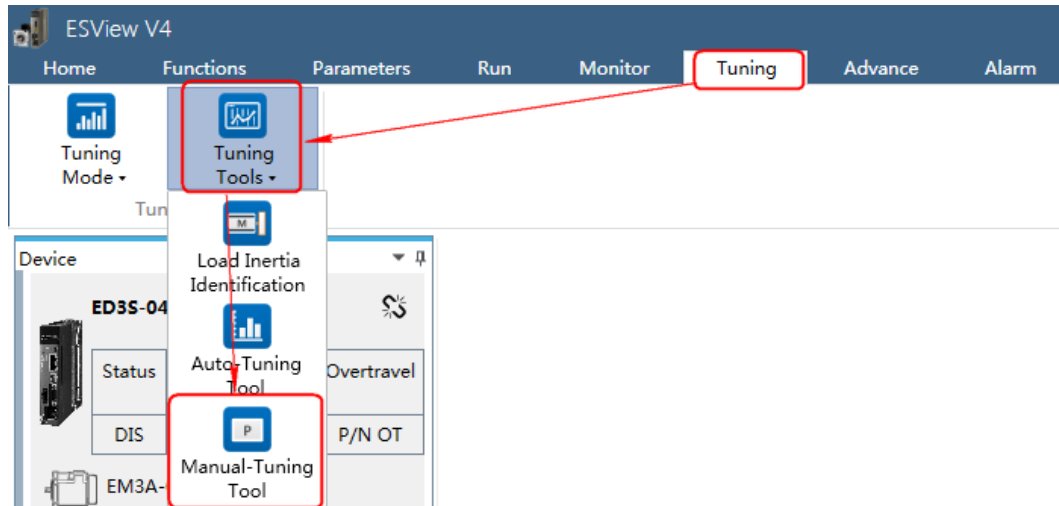 ESView V4
Home Functions Parameters Run Monitor Tuning Advance Alarm
Tuning
Mode
Tuning
Tools
Tun
M
Load Inertia
Identification
Auto-Tuning
Tool
P
Manual-Tuning
Tool
Device
ED3S-04
Status Overtravel
DIS P/N OT
EM3A-